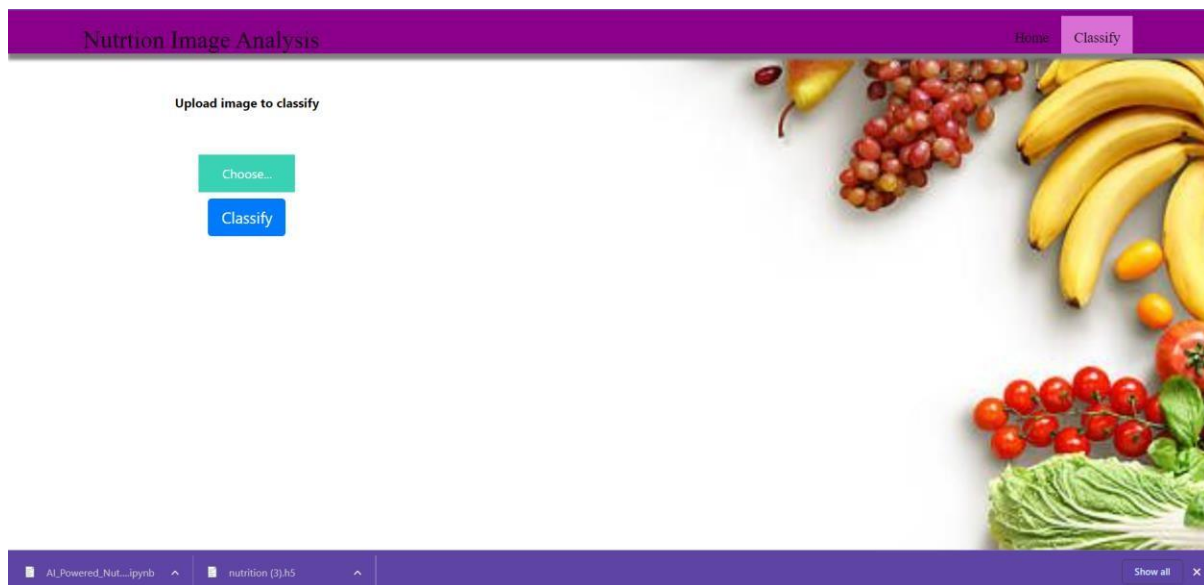 Nutrtion Image Analysis
Home Classify
Upload image to classify
Choose...
Classify
AI_Powered_Nut....ipynb nutrition (3).h5 Show all